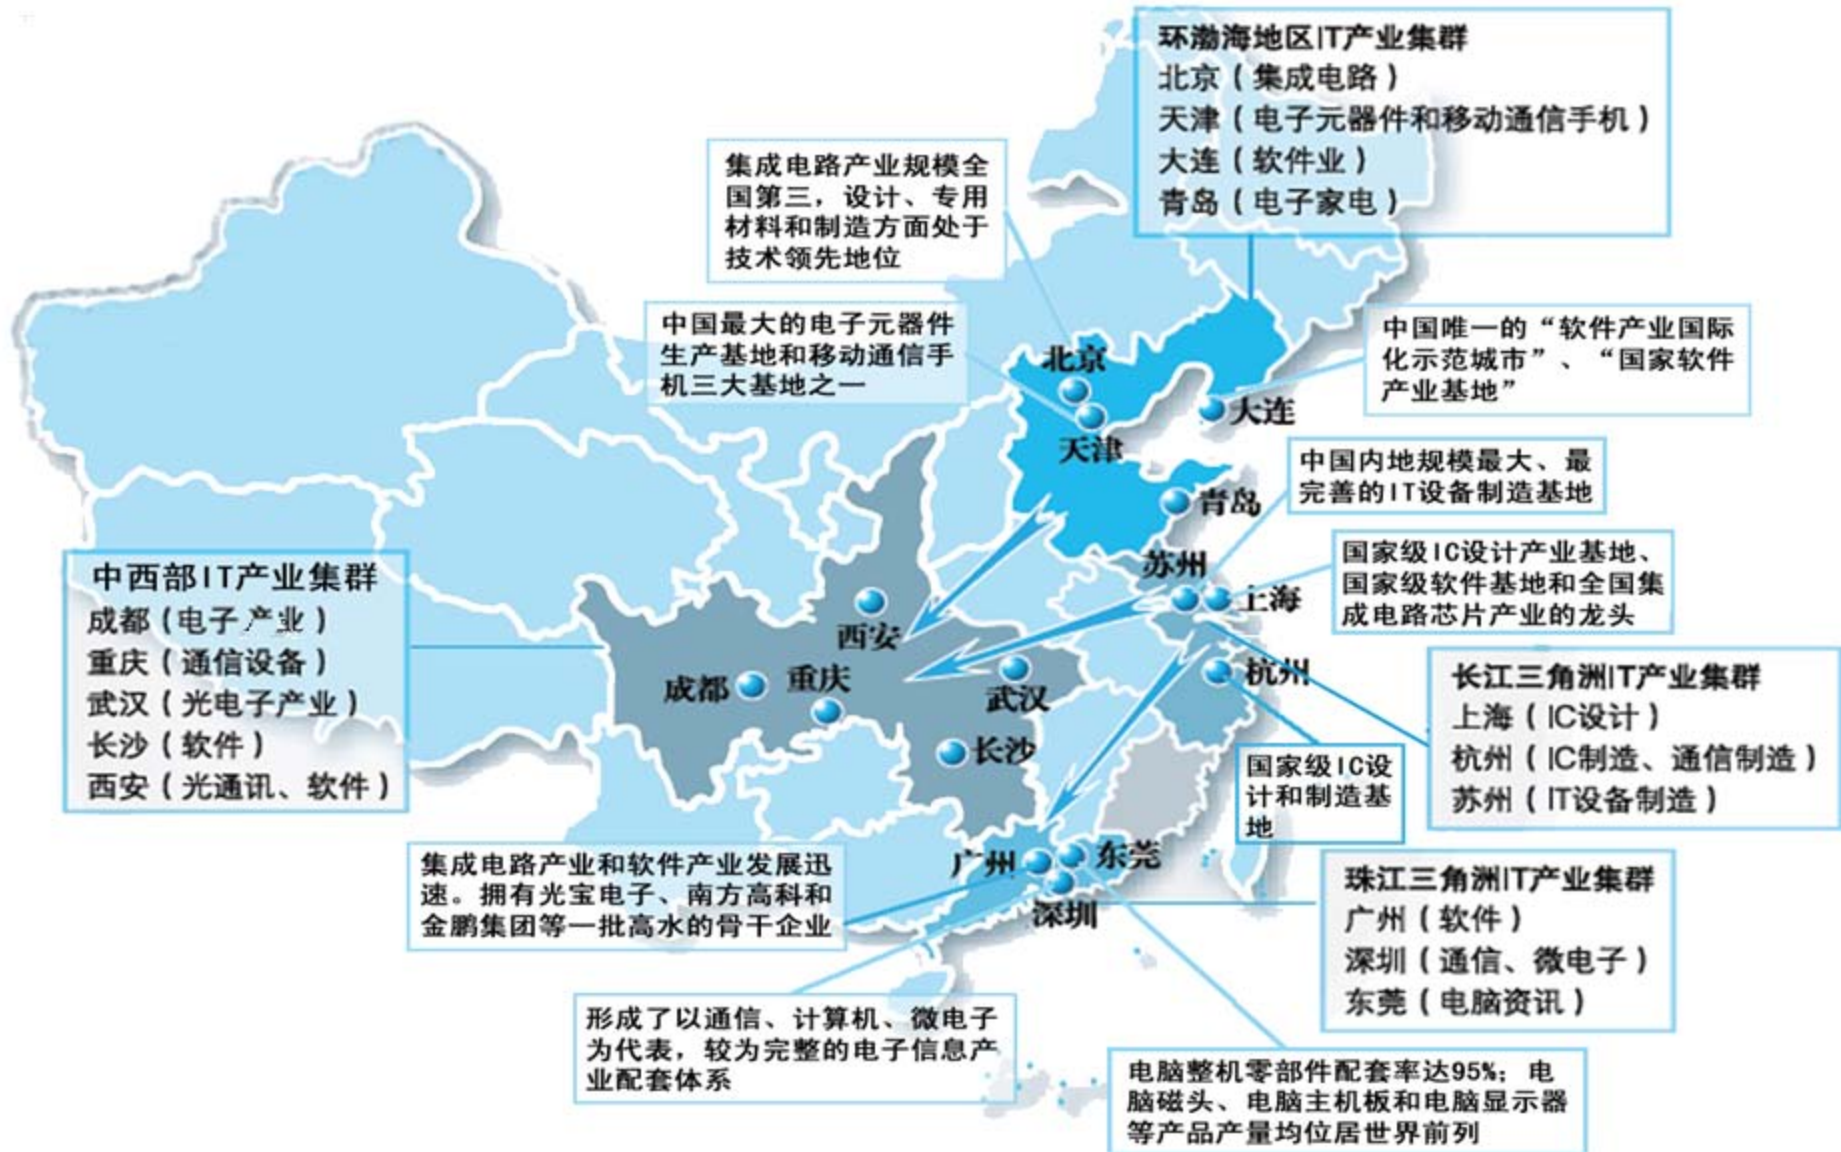 环渤海地区IT产业集群
北京（集成电路）
天津（电子元器件和移动通信手机）
大连（软件业）
青岛（电子家电）
集成电路产业规模全
国第三，设计、专用
材料和制造方面处于
技术领先地位
中国最大的电子元器件
生产基地和移动通信手
机三大基地之一
中国唯一的“软件产业国际
化示范城市”、“国家软件
产业基地”
北京
天津
大连
青岛
中国内地规模最大、最
完善的IT设备制造基地
国家级IC设计产业基地、
国家级软件基地和全国集
成电路芯片产业的龙头
苏州
上海
杭州
中西部IT产业集群
成都（电子产业）
重庆（通信设备）
武汉（光电子产业）
长沙（软件）
西安（光通讯、软件）
西安
成都
重庆
武汉
长沙
长江三角洲IT产业集群
上海（IC设计）
杭州（IC制造、通信制造）
苏州（IT设备制造）
国家级IC设
计和制造基
地
广州
东莞
深圳
集成电路产业和软件产业发展迅
速。拥有光宝电子、南方高科和
金鹏集团等一批高水的骨干企业
珠江三角洲IT产业集群
广州（软件）
深圳（通信、微电子）
东莞（电脑资讯）
形成了以通信、计算机、微电子
为代表，较为完整的电子信息产
业配套体系
电脑整机零部件配套率达95%；电
脑磁头、电脑主机板和电脑显示器
等产品产量均位居世界前列